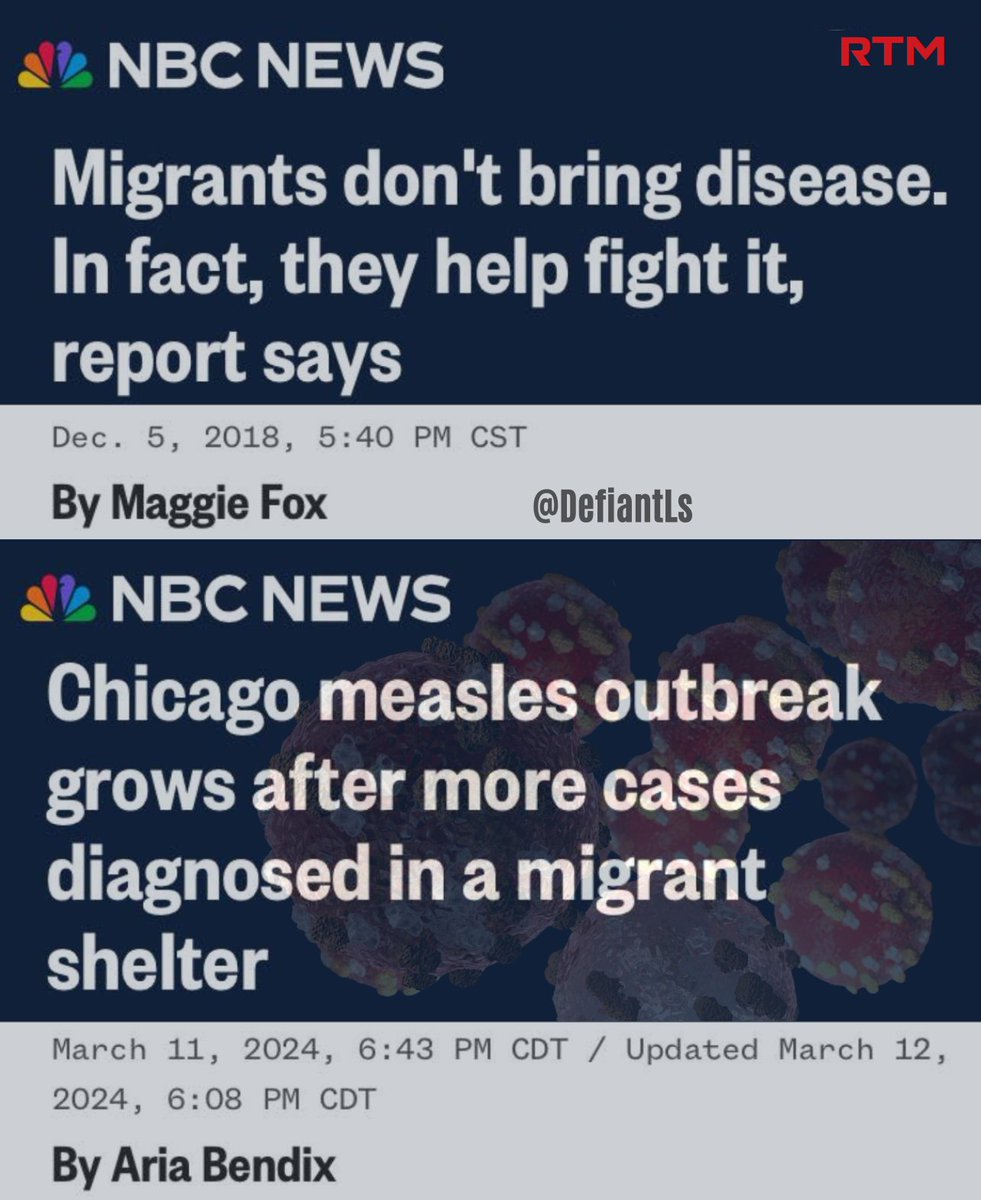 NBC NEWS
RTM
Migrants don't bring disease.
In fact, they help fight it,
report says
Dec. 5, 2018, 5:40 PM CST
By Maggie Fox
@DefiantLs
NBC NEWS
Chicago measles outbreak
grows after more cases
diagnosed in a migrant
shelter
March 11, 2024, 6:43 PM CDT / Updated March 12,
2024, 6:08 PM CDT
By Aria Bendix